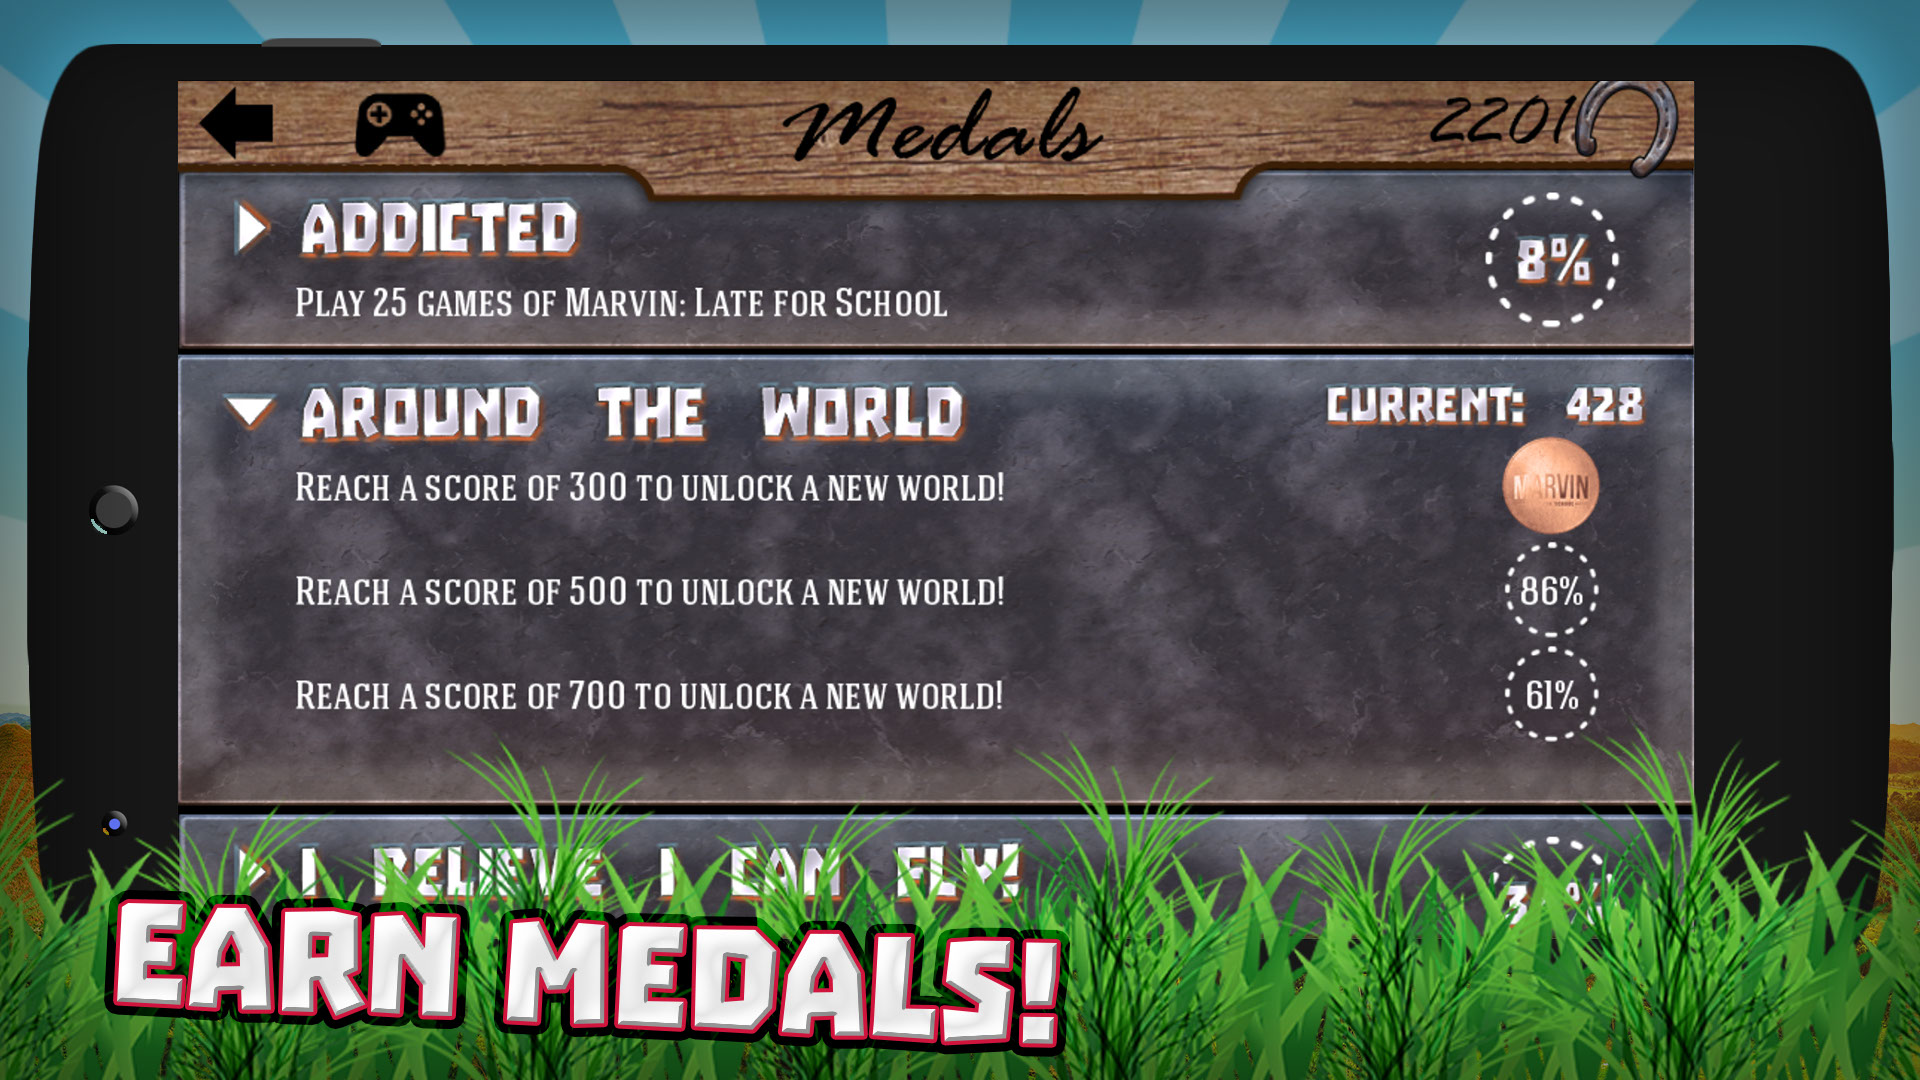 Medals
2201
ADDICTED
8%
PLAY 25 GAMES OF MARVIN: LATE FOR SCHOOL
AROUND THE WORLD
CURRENT: 428
REACH A SCORE OF 300 TO UNLOCK A NEW WORLD!
MARVIN
REACH A SCORE OF 500 TO UNLOCK A NEW WORLD!
86%
REACH A SCORE OF 700 TO UNLOCK A NEW WORLD!
61%
I BELIEVE I CAN FLY!
EARN MEDALS!